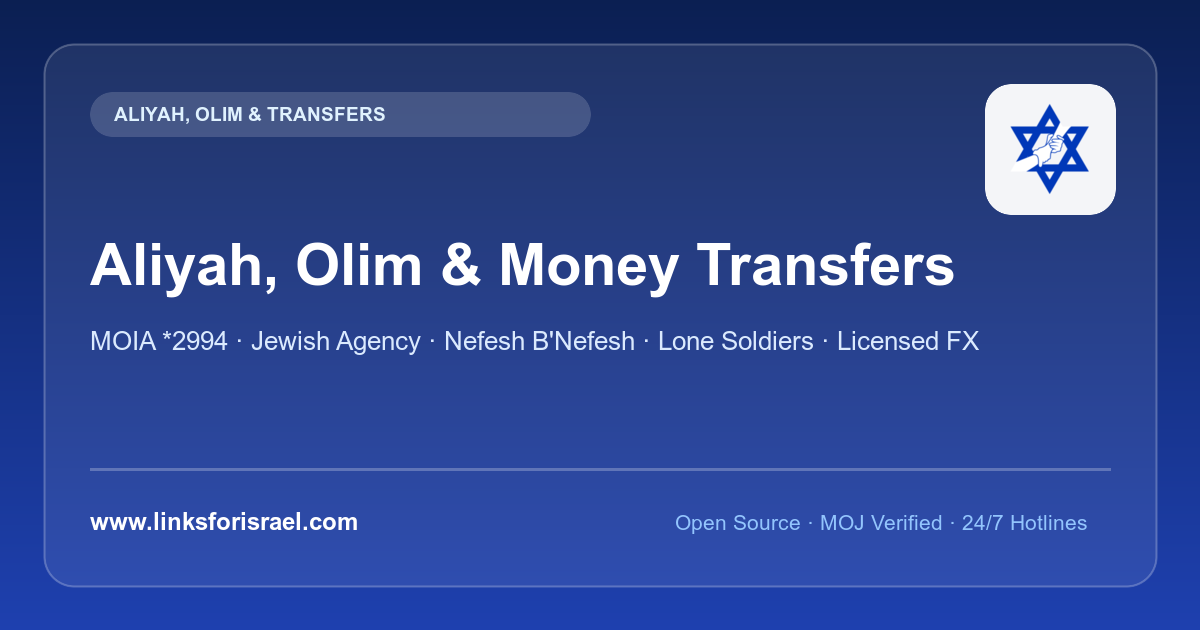 ALIYAH, OLIM & TRANSFERS
Aliyah, Olim & Money Transfers
MOIA *2994 · Jewish Agency · Nefesh B'Nefesh · Lone Soldiers · Licensed FX
www.linksforisrael.com
Open Source · MOJ Verified · 24/7 Hotlines